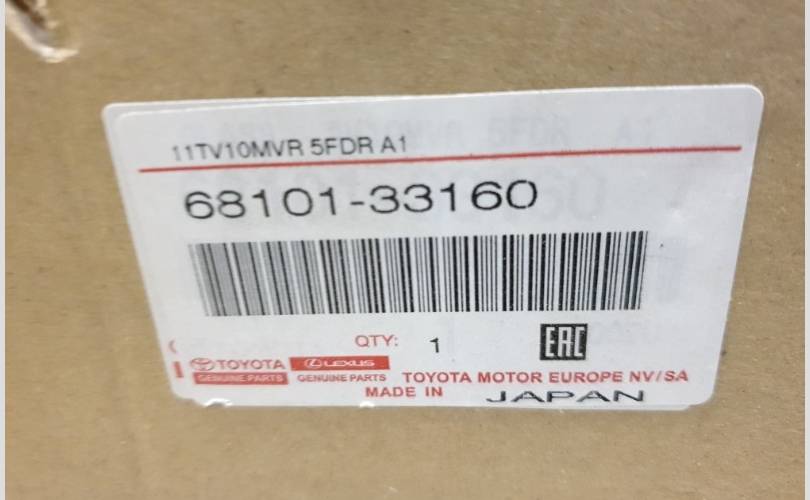 11TV10MVR 5FDR A1
68101-33160
QTY: 1
EAC
TOYOTA LEXUS
GENUINE PARTS GENUINE PARTS TOYOTA MOTOR EUROPE NV/SA
MADE IN JAPAN